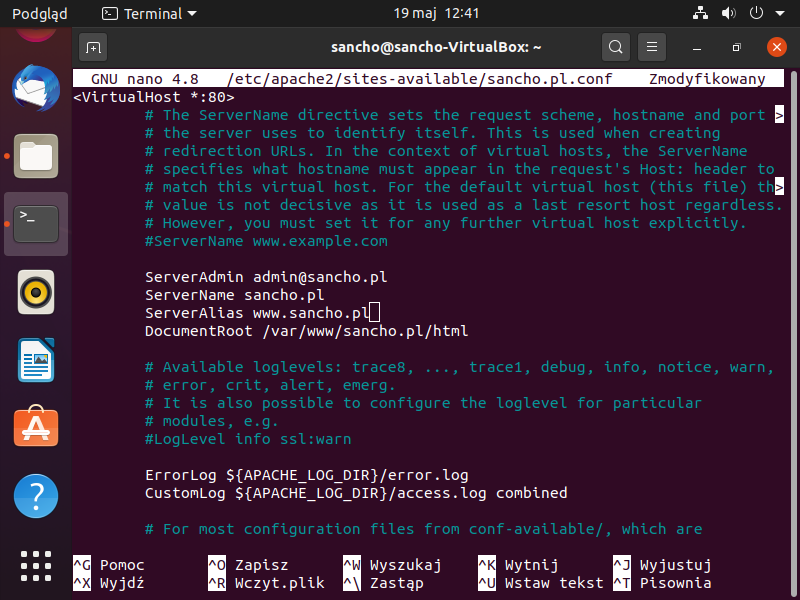 Podgląd
Terminal
19 maj 12:41
sancho@sancho-VirtualBox: ~
GNU nano 4.8 /etc/apache2/sites-available/sancho.pl.conf Zmodyfikowany
<VirtualHost *:80>
# The ServerName directive sets the request scheme, hostname and port >
# the server uses to identify itself. This is used when creating
# redirection URLs. In the context of virtual hosts, the ServerName
# specifies what hostname must appear in the request's Host: header to
# match this virtual host. For the default virtual host (this file) th>
# value is not decisive as it is used as a last resort host regardless.
# However, you must set it for any further virtual host explicitly.
#ServerName www.example.com
ServerAdmin admin@sancho.pl
ServerName sancho.pl
ServerAlias www.sancho.pl
DocumentRoot /var/www/sancho.pl/html
# Available loglevels: trace8, ..., trace1, debug, info, notice, warn,
# error, crit, alert, emerg.
# It is also possible to configure the loglevel for particular
# modules, e.g.
#LogLevel info ssl:warn
ErrorLog ${APACHE_LOG_DIR}/error.log
CustomLog ${APACHE_LOG_DIR}/access.log combined
# For most configuration files from conf-available/, which are
^G Pomoc ^O Zapisz ^W Wyszukaj ^K Wytnij ^J Wyjustuj
^X Wyjdź ^R Wczyt.plik ^\ Zastąp ^U Wstaw tekst ^T Pisownia